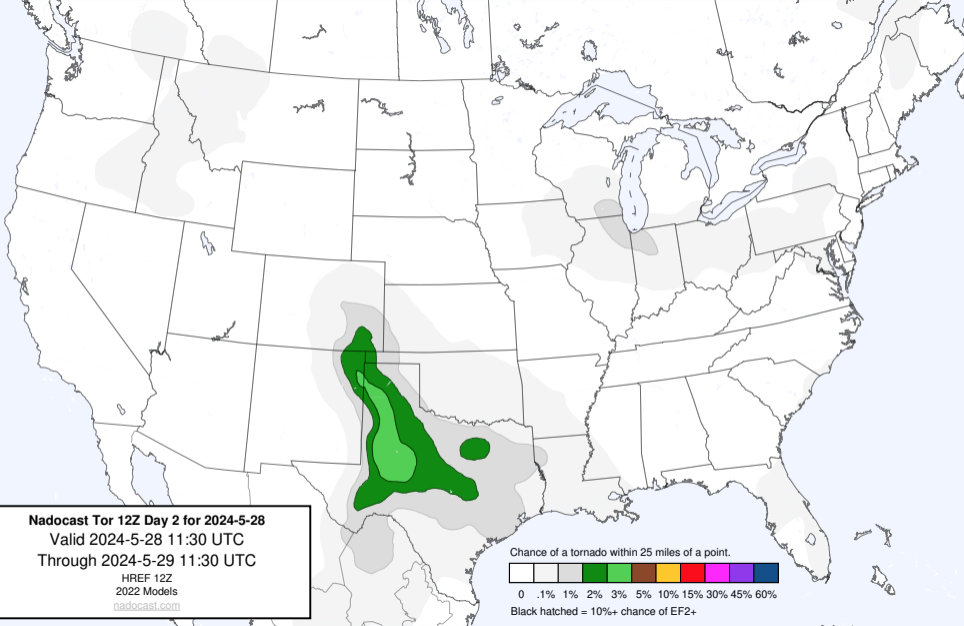 Nadocast Tor 12Z Day 2 for 2024-5-28
Valid 2024-5-28 11:30 UTC
Through 2024-5-29 11:30 UTC
HREF 12Z
2022 Models
nadocast.com
Chance of a tornado within 25 miles of a point.
0 .1% 1% 2% 3% 5% 10% 15% 30% 45% 60%
Black hatched = 10%+ chance of EF2+